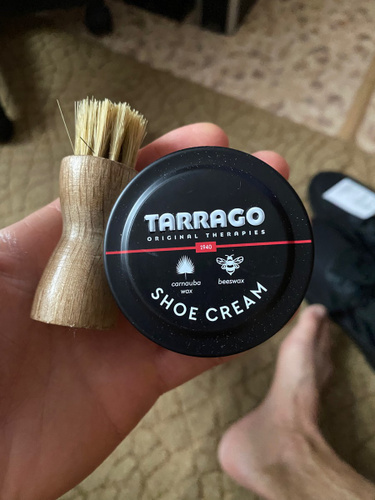 TARRAGO
ORIGINAL THERAPIES
1940
carnauba
wax
beeswax
SHOE CREAM